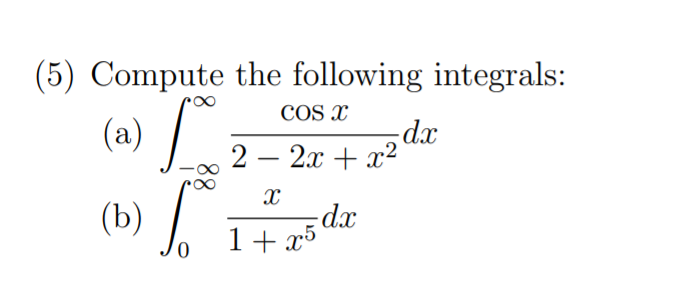 (5) Compute the following integrals:
(a) $\int_{-\infty}^{\infty} \frac{\cos x}{2 - 2x + x^2} dx$
(b) $\int_{0}^{\infty} \frac{x}{1 + x^5} dx$